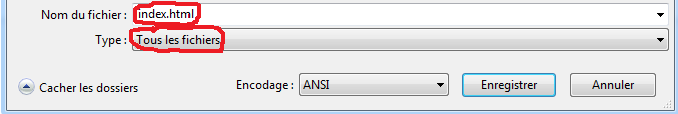 Nom du fichier : index.html
Type : Tous les fichiers
Cacher les dossiers Encodage : ANSI Enregistrer Annuler